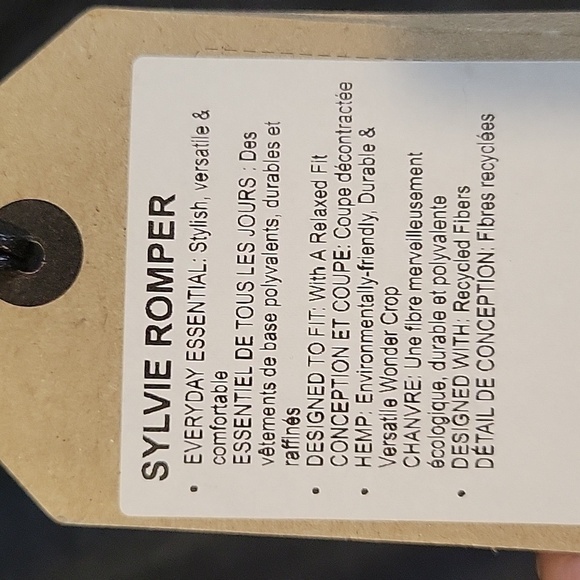 SYLVIE ROMPER
• EVERYDAY ESSENTIAL: Stylish, versatile &
comfortable
ESSENTIEL DE TOUS LES JOURS : Des
vêtements de base polyvalents, durables et
raffinés
• DESIGNED TO FIT: With A Relaxed Fit
CONCEPTION ET COUPE: Coupe décontractée
• HEMP: Environmentally-friendly, Durable &
Versatile Wonder Crop
CHANVRE: Une fibre merveilleusement
écologique, durable et polyvalente
• DESIGNED WITH: Recycled Fibers
DÉTAIL DE CONCEPTION: Fibres recyclées